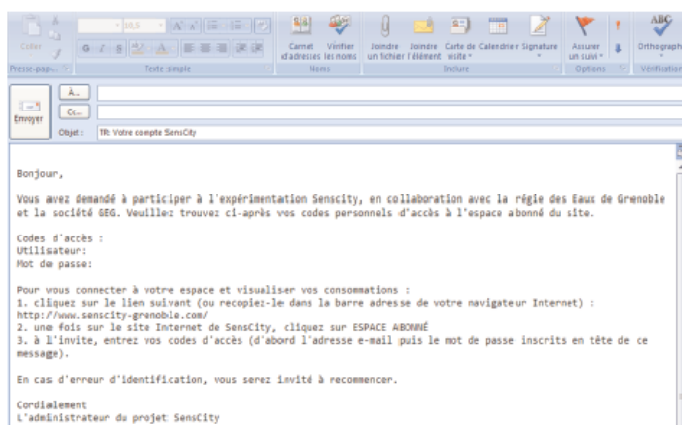 10,5
Coller
G I S
Carnet d'adresses
Vérifier les noms
Joindre un fichier
Joindre l'élément
Carte de visite
Calendrier
Signature
Assurer un suivi
Orthographe
Presse-pap...
Texte simple
Noms
Inclure
Options
Vérification
À...
Cc...
Envoyer
Objet : TR: Votre compte SensCity
Bonjour,
Vous avez demandé à participer à l'expérimentation Senscity, en collaboration avec la régie des Eaux de Grenoble
et la société GEG. Veuillez trouvez ci-après vos codes personnels d'accès à l'espace abonné du site.
Codes d'accès :
Utilisateur:
Mot de passe:
Pour vous connecter à votre espace et visualiser vos consommations :
1. cliquez sur le lien suivant (ou recopiez-le dans la barre adresse de votre navigateur Internet) :
http://www.senscity-grenoble.com/
2. une fois sur le site Internet de SensCity, cliquez sur ESPACE ABONNÉ
3. à l'invite, entrez vos codes d'accès (d'abord l'adresse e-mail puis le mot de passe inscrits en tête de ce
message).
En cas d'erreur d'identification, vous serez invité à recommencer.
Cordialement
L'administrateur du projet SensCity